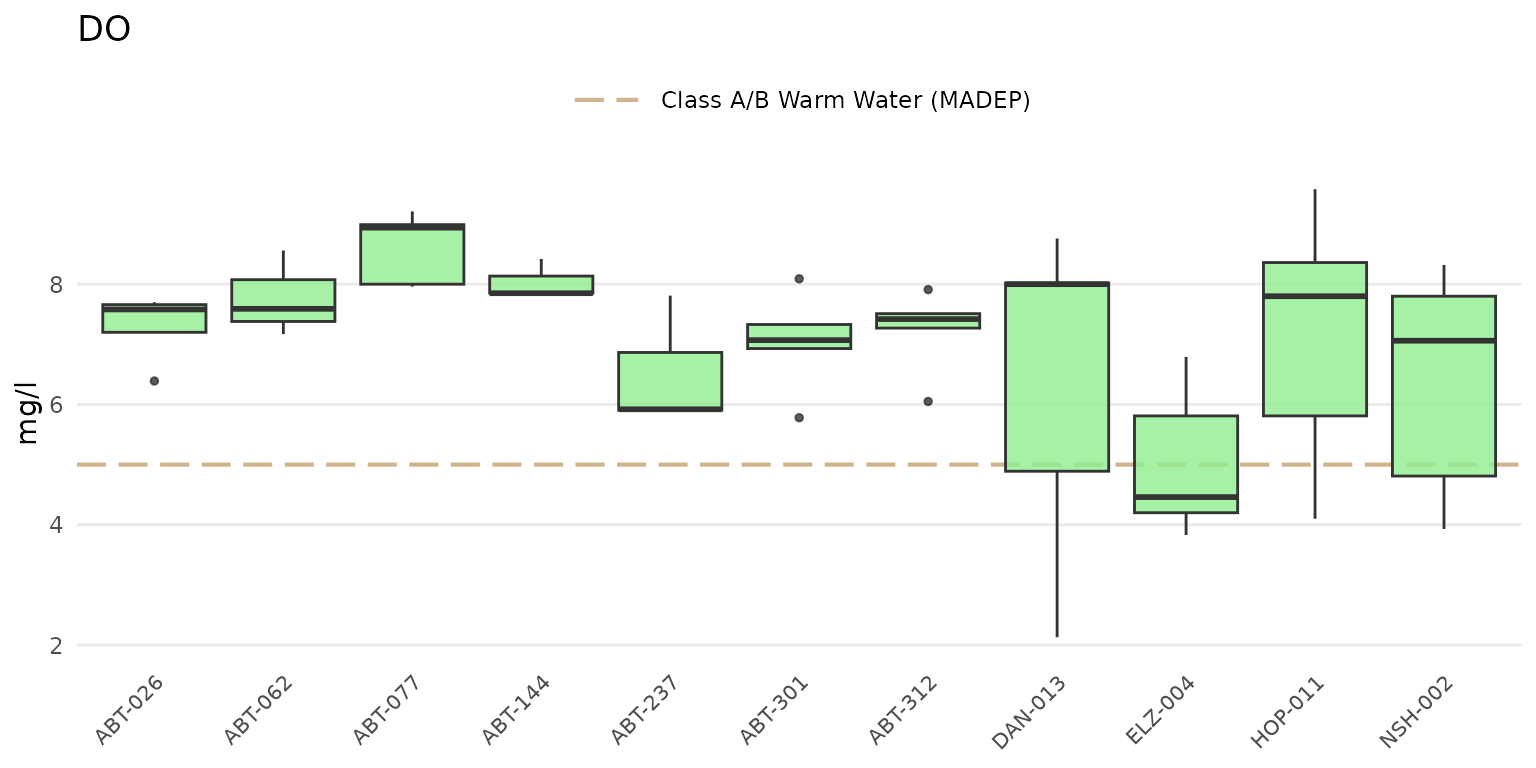 DO
Class A/B Warm Water (MADEP)
mg/l
8
6
4
2
ABT-026
ABT-062
ABT-077
ABT-144
ABT-237
ABT-301
ABT-312
DAN-013
ELZ-004
HOP-011
NSH-002